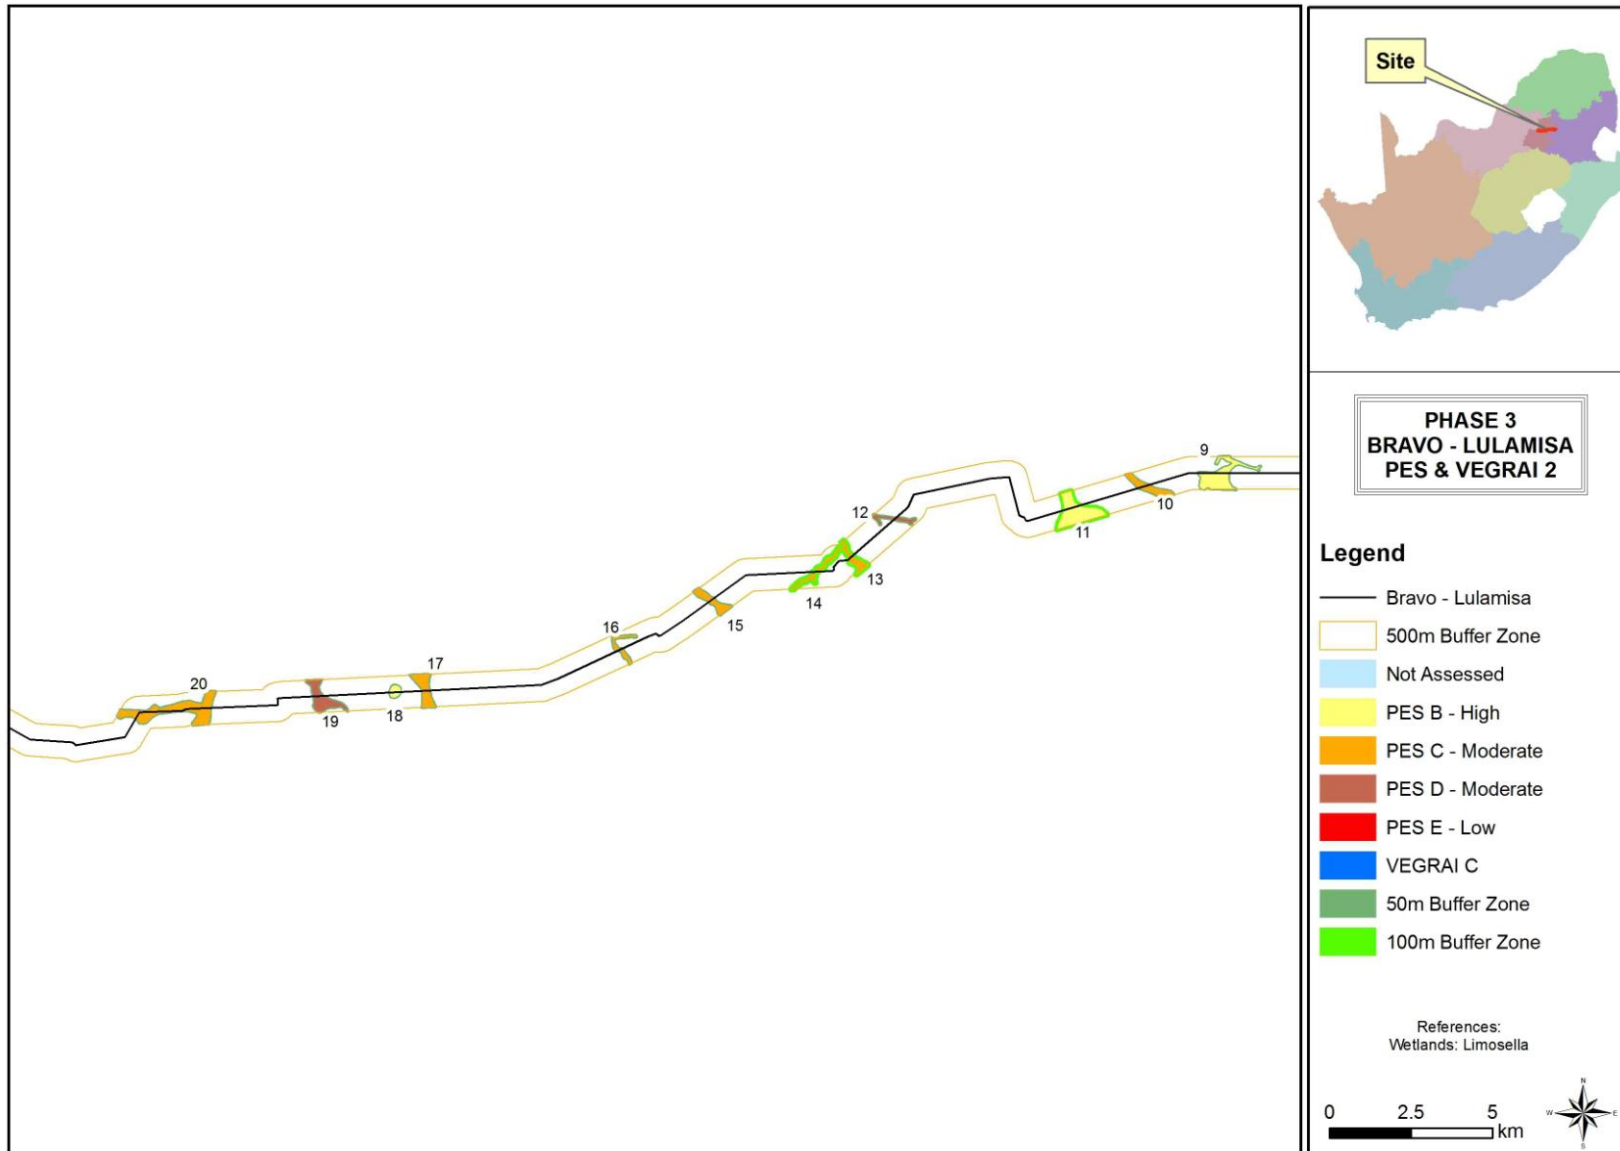 Site
PHASE 3
BRAVO - LULAMISA
PES & VEGRAI 2
Legend
Bravo - Lulamisa
500m Buffer Zone
Not Assessed
PES B - High
PES C - Moderate
PES D - Moderate
PES E - Low
VEGRAI C
50m Buffer Zone
100m Buffer Zone
References:
Wetlands: Limosella
0 2.5 5
km
N
W E
S
9
10
11
12
13
14
15
16
17
18
19
20